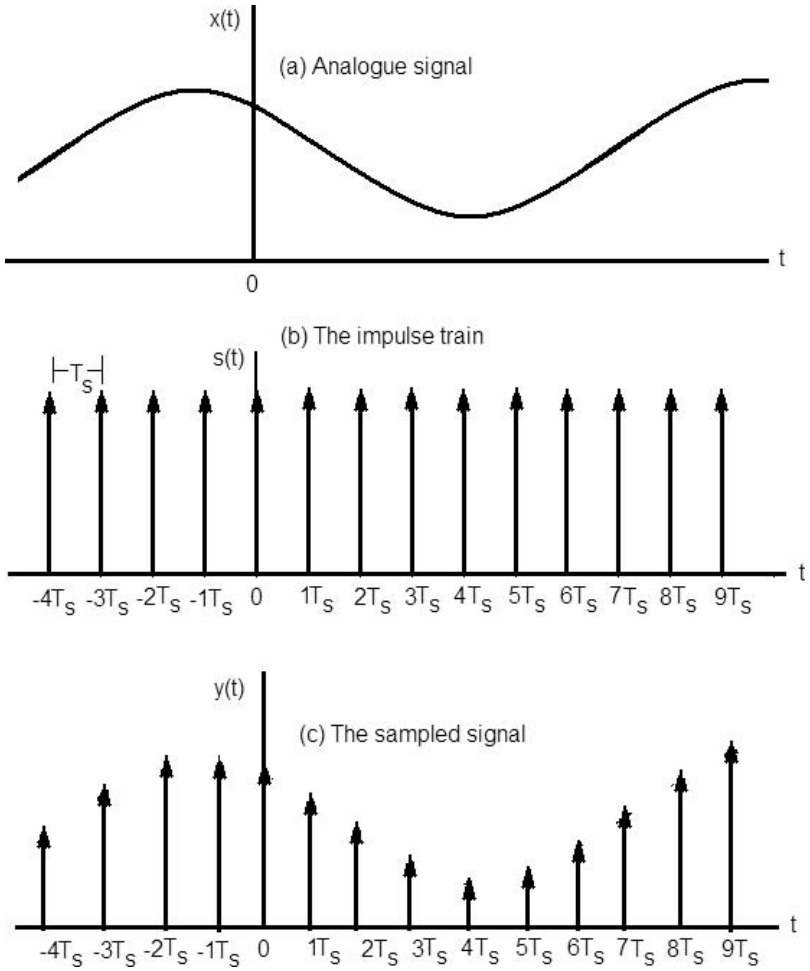 x(t)
(a) Analogue signal
t
0
(b) The impulse train
s(t)
Ts
t
-4Ts -3Ts -2Ts -1Ts 0 1Ts 2Ts 3Ts 4Ts 5Ts 6Ts 7Ts 8Ts 9Ts
y(t)
(c) The sampled signal
t
-4Ts -3Ts -2Ts -1Ts 0 1Ts 2Ts 3Ts 4Ts 5Ts 6Ts 7Ts 8Ts 9Ts